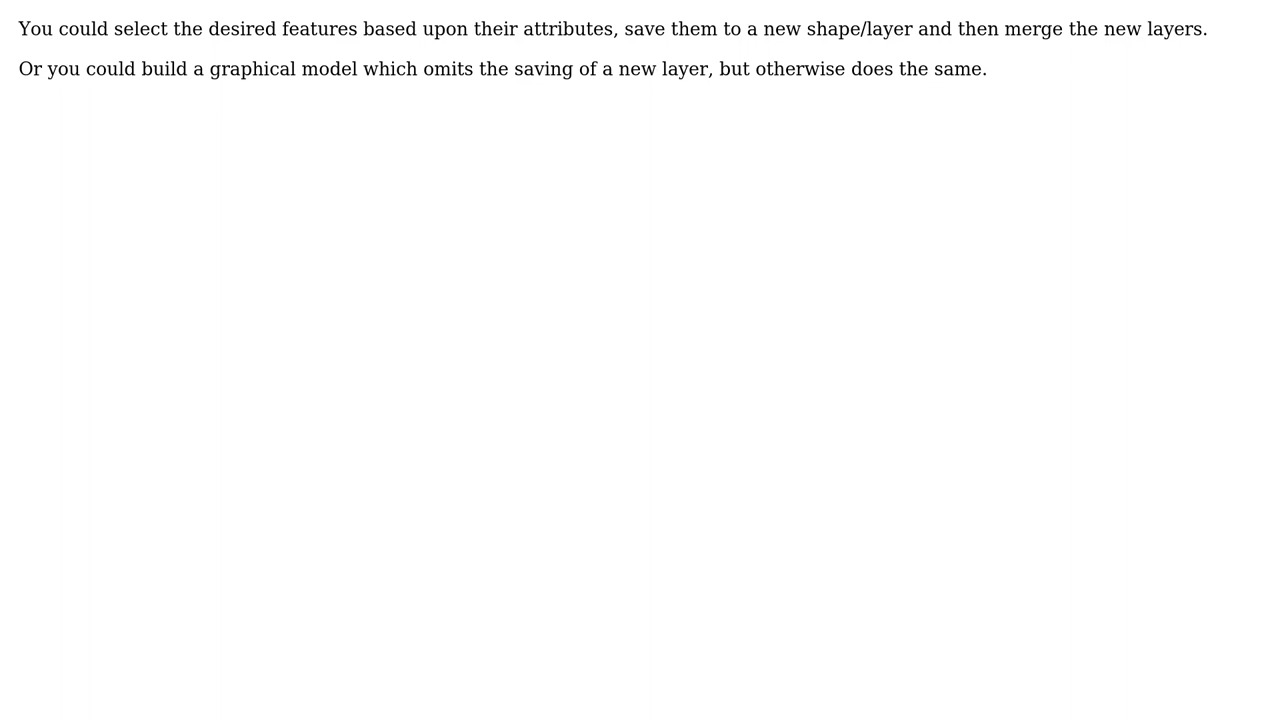 You could select the desired features based upon their attributes, save them to a new shape/layer and then merge the new layers.
Or you could build a graphical model which omits the saving of a new layer, but otherwise does the same.